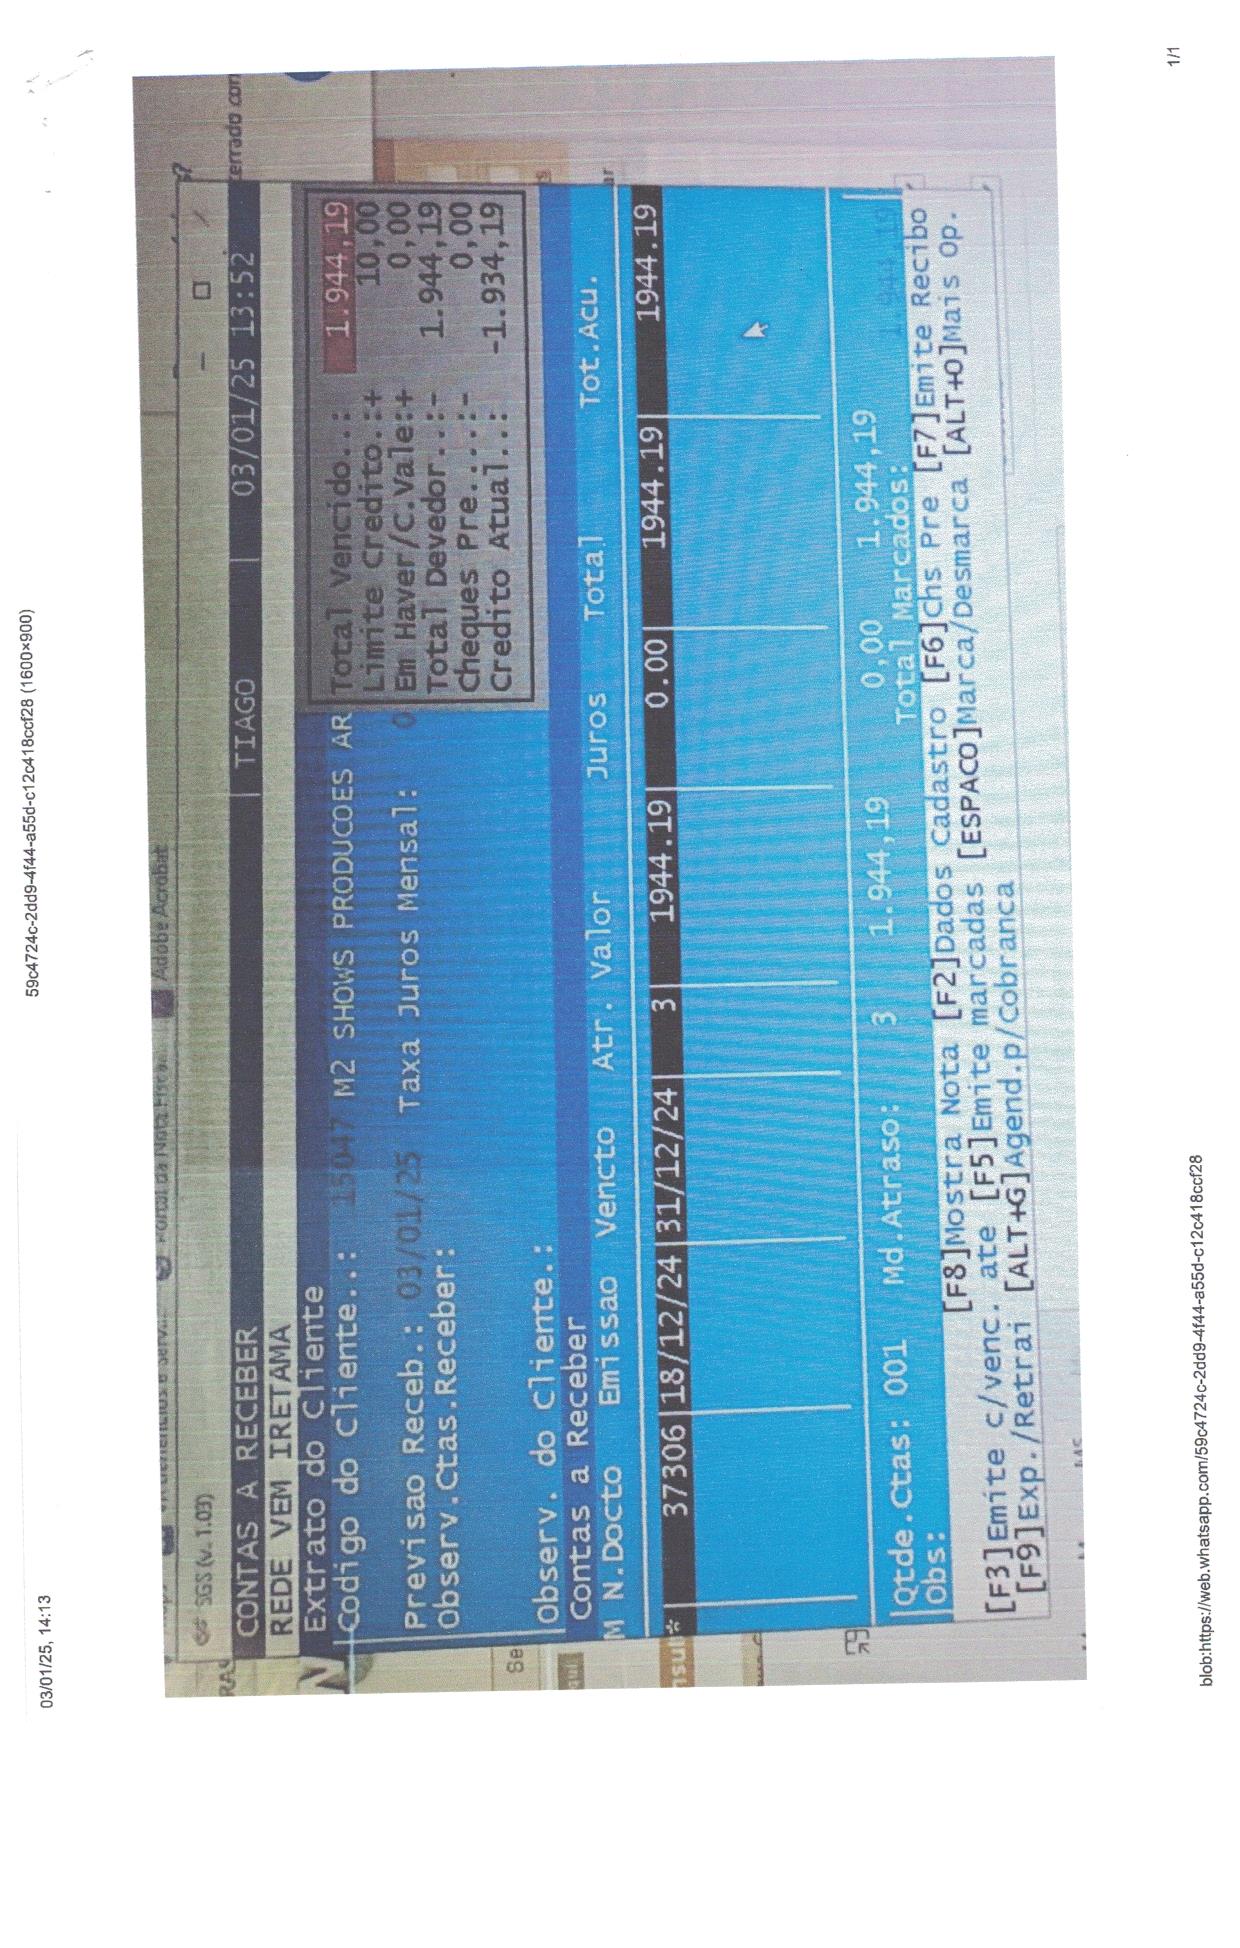 03/01/25, 14:13
59c4724c-2dd9-4f44-a55d-c12c418ccf28 (1600×900)
Adobe Acrobat
SGS (v. 1.03)
CONTAS A RECEBER | TIAGO | 03/01/25 13:52
REDE VEM IRETAMA
errado con
Extrato do Cliente
Codigo do Cliente..: 15047 M2 SHOWS PRODUCOES AR
Previsao Receb.: 03/01/25 Taxa Juros Mensal: 0
Observ.Ctas.Receber:
Observ. do Cliente.:
Total Vencido..: 1.944,19
Limite Credito.:+ 10,00
Em Haver/C.Vale:+ 0,00
Total Devedor..:- 1.944,19
Cheques Pre....:- 0,00
Credito Atual..: -1.934,19
Contas a Receber
M N.Docto Emissao Vencto Atr. Valor Juros Total Tot.Acu.
* 37306|18/12/24|31/12/24| 3| 1944.19| 0.00| 1944.19| 1944.19
Qtde.Ctas: 001 Md.Atraso: 3 1.944,19 0,00 1.944,19 1.944,19
Obs: Total Marcados:
[F8]Mostra Nota [F2]Dados Cadastro [F6]Chs Pre [F7]Emite Recibo
[F3]Emite c/venc. ate [F5]Emite marcadas [ESPACO]Marca/Desmarca [ALT+O]Mais Op.
[F9]Exp./Retrai [ALT+G]Agend.p/Cobranca
blob:https://web.whatsapp.com/59c4724c-2dd9-4f44-a55d-c12c418ccf28
1/1